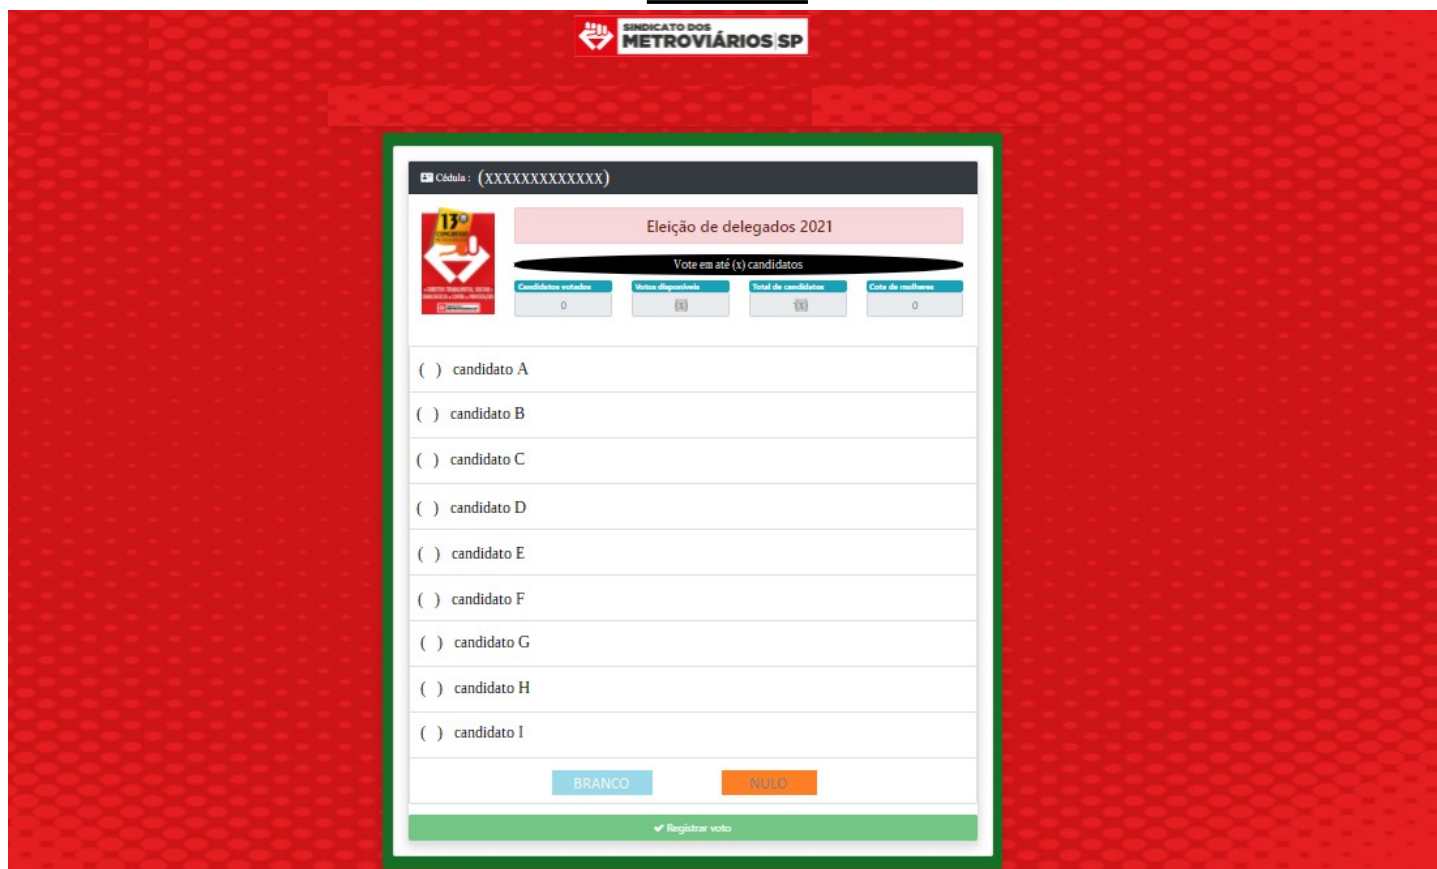 SINDICATO DOS
METROVIÁRIOS SP
Cédula : (XXXXXXXXXXXXX)
13º
CONGRESSO
Eleição de delegados 2021
Vote em até (x) candidatos
Candidatos votados
Votos disponíveis
Total de candidatos
Cota de mulheres
0
(x)
(x)
0
( ) candidato A
( ) candidato B
( ) candidato C
( ) candidato D
( ) candidato E
( ) candidato F
( ) candidato G
( ) candidato H
( ) candidato I
BRANCO
NULO
Registrar voto